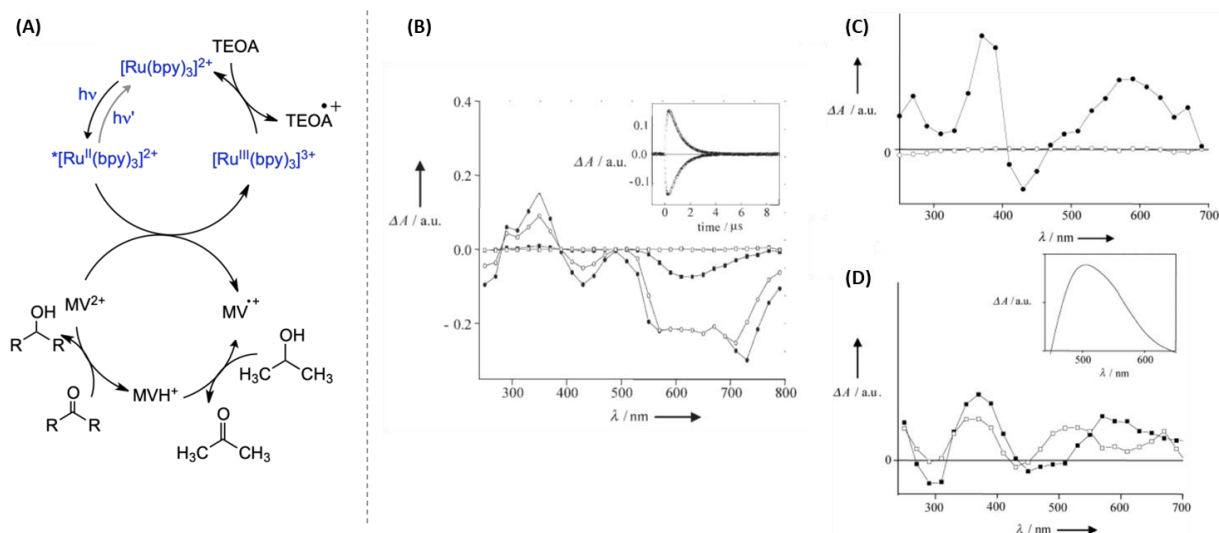 (A)
TEOA
[Ru(bpy)₃]²⁺
hν
hν'
TEOA•+
*[Ruᴵᴵ(bpy)₃]²⁺
[Ruᴵᴵᴵ(bpy)₃]³⁺
MV²⁺
MV•+
OH
R R
OH
H₃C CH₃
MVH⁺
O
R R
O
H₃C CH₃
(B)
0.4
0.2
0.0
- 0.2
ΔA / a.u.
0.1
0.0
-0.1
ΔA / a.u.
0 2 4 6 8
time / μs
300 400 500 600 700 800
λ / nm
(C)
ΔA / a.u.
0
300 400 500 600 700
λ / nm
(D)
ΔA / a.u.
500 600
λ / nm
ΔA / a.u.
0
300 400 500 600 700
λ / nm